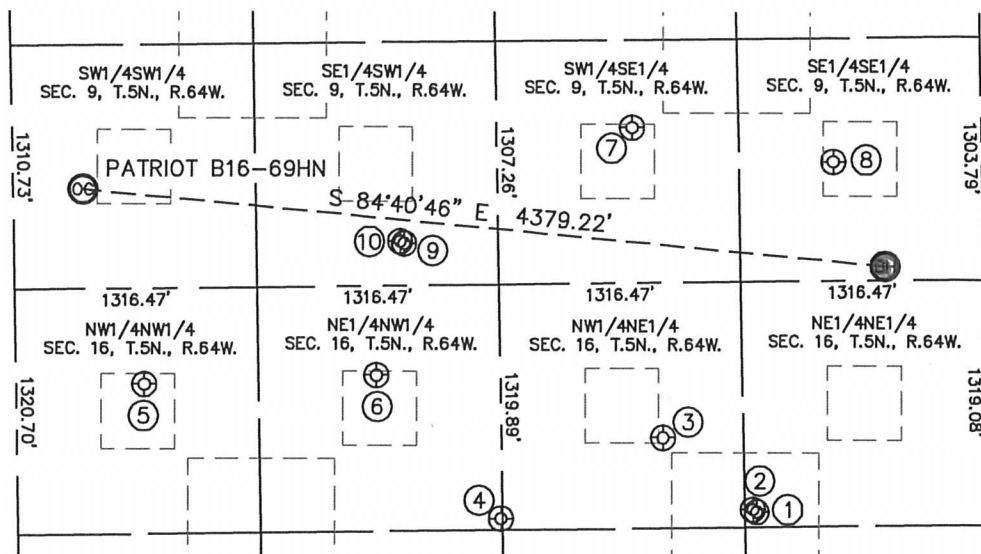 SW1/4SW1/4
SEC. 9, T.5N., R.64W.
SE1/4SW1/4
SEC. 9, T.5N., R.64W.
SW1/4SE1/4
SEC. 9, T.5N., R.64W.
SE1/4SE1/4
SEC. 9, T.5N., R.64W.
1310.73'
PATRIOT B16-69HN
1307.26'
7
8
1303.79'
S 84°40'46" E 4379.22'
10
9
1316.47'
1316.47'
1316.47'
1316.47'
NW1/4NW1/4
SEC. 16, T.5N., R.64W.
NE1/4NW1/4
SEC. 16, T.5N., R.64W.
NW1/4NE1/4
SEC. 16, T.5N., R.64W.
NE1/4NE1/4
SEC. 16, T.5N., R.64W.
1320.70'
5
6
1319.89'
3
1319.08'
4
2
1